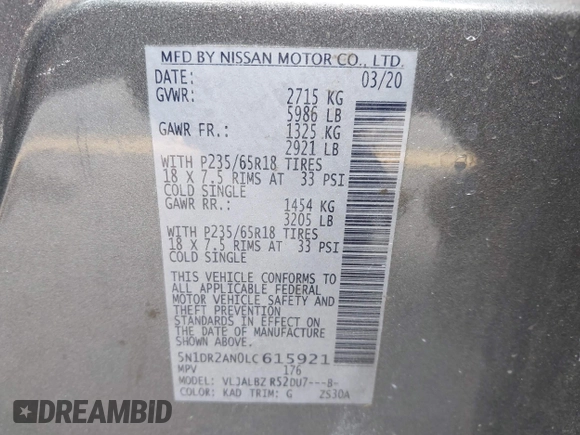 MFD BY NISSAN MOTOR CO., LTD.
DATE: 03/20
GVWR: 2715 KG
5986 LB
GAWR FR.: 1325 KG
2921 LB
WITH P235/65R18 TIRES
18 X 7.5 RIMS AT 33 PSI
COLD SINGLE
GAWR RR.: 1454 KG
3205 LB
WITH P235/65R18 TIRES
18 X 7.5 RIMS AT 33 PSI
COLD SINGLE
THIS VEHICLE CONFORMS TO
ALL APPLICABLE FEDERAL
MOTOR VEHICLE SAFETY AND
THEFT PREVENTION
STANDARDS IN EFFECT ON
THE DATE OF MANUFACTURE
SHOWN ABOVE.
5N1DR2AN0LC615921
MPV 176
MODEL: VLJALBZ R52DU7---B-
COLOR: KAD TRIM: G 2S30A
EPICVIN.COM